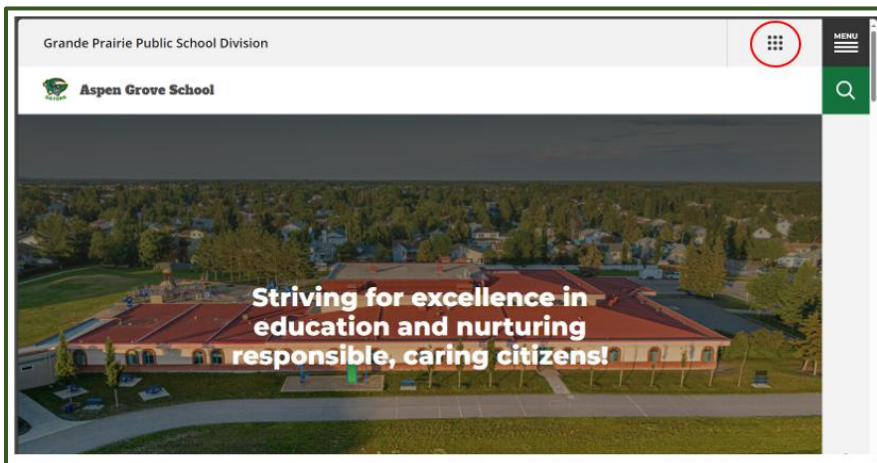 Grande Prairie Public School Division
MENU
Aspen Grove School
Striving for excellence in
education and nurturing
responsible, caring citizens!